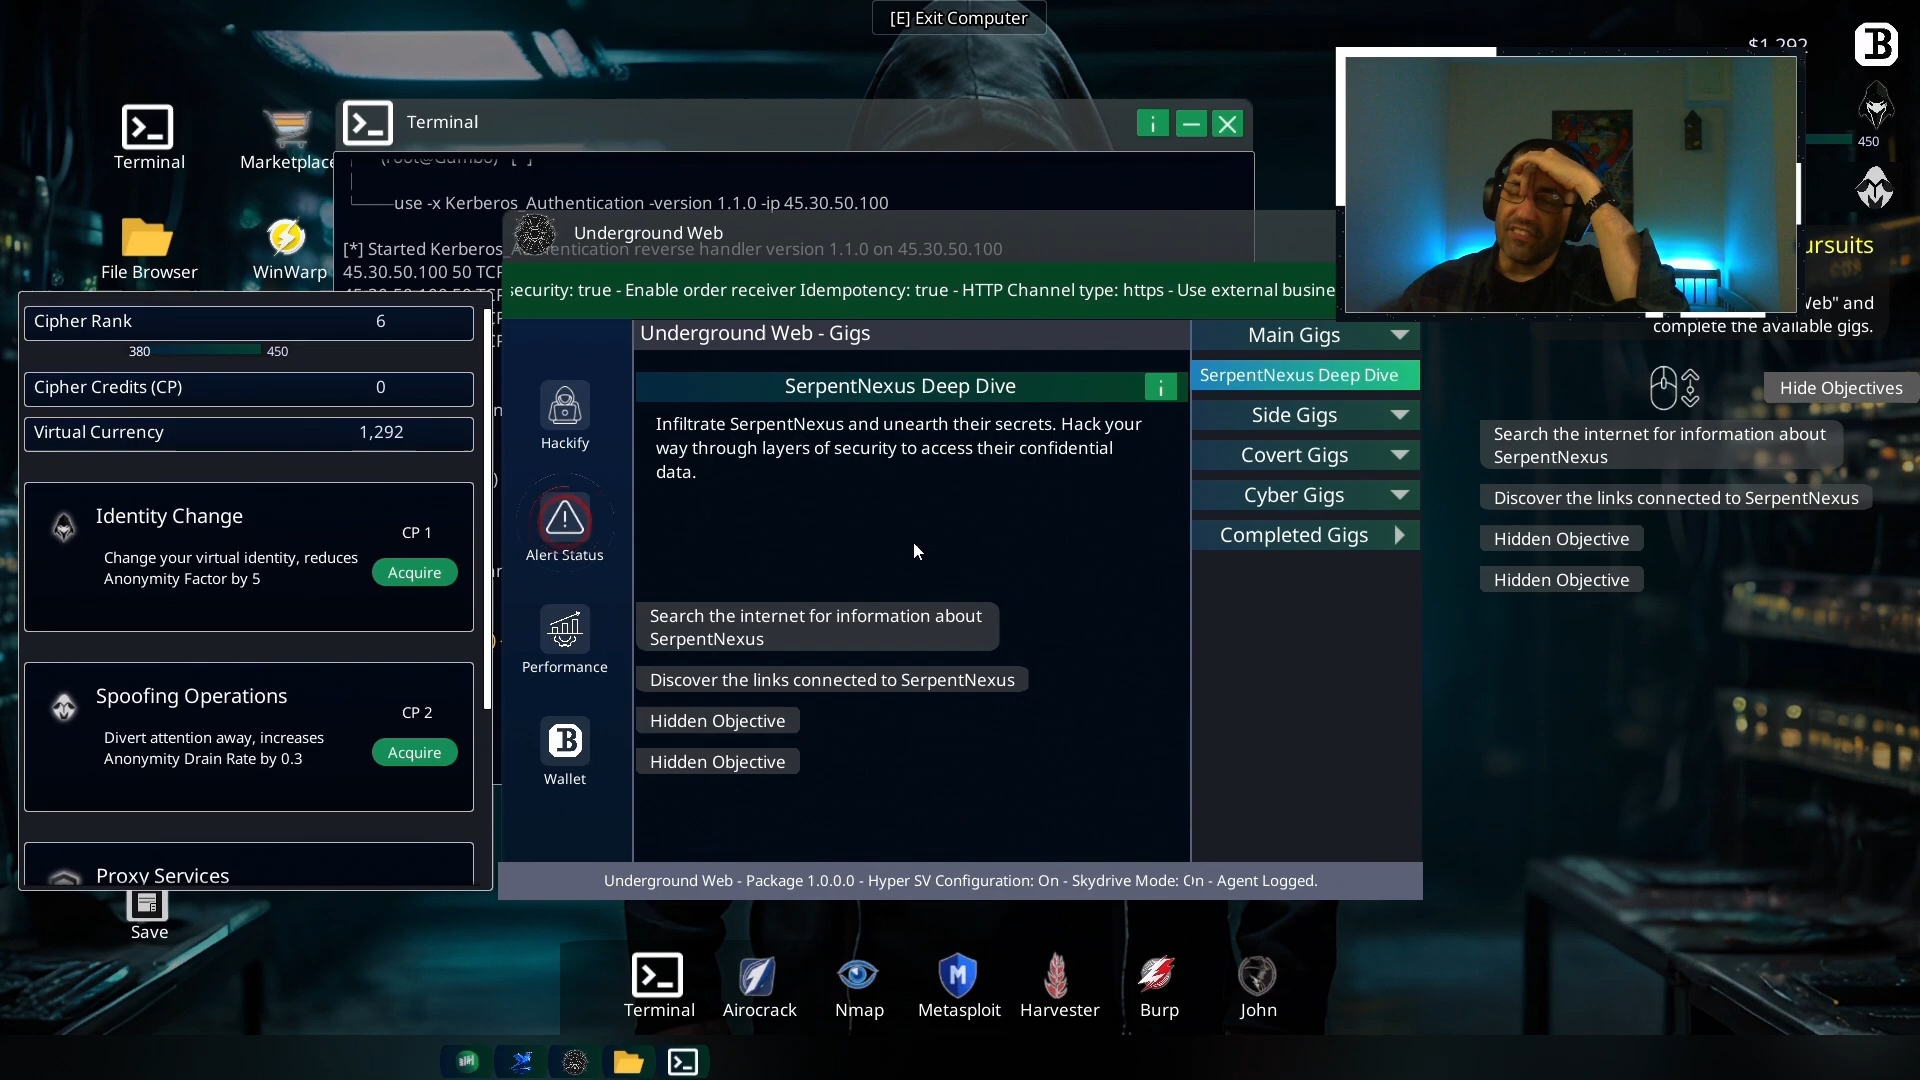 [E] Exit Computer
$1,292
Terminal
Marketplace
File Browser
WinWarp
Terminal
(root@Gumbo)
use -x Kerberos_Authentication -version 1.1.0 -ip 45.30.50.100
[*] Started Kerberos_Authentication reverse handler version 1.1.0 on 45.30.50.100
45.30.50.100 50 TCP
Underground Web
security: true - Enable order receiver Idempotency: true - HTTP Channel type: https - Use external busine
450
ursuits
Web" and
complete the available gigs.
Hide Objectives
Search the internet for information about
SerpentNexus
Discover the links connected to SerpentNexus
Hidden Objective
Hidden Objective
Cipher Rank 6
380 450
Cipher Credits (CP) 0
Virtual Currency 1,292
Identity Change
CP 1
Change your virtual identity, reduces
Anonymity Factor by 5
Acquire
Spoofing Operations
CP 2
Divert attention away, increases
Anonymity Drain Rate by 0.3
Acquire
Proxy Services
Save
Hackify
Alert Status
Performance
Wallet
Underground Web - Gigs
SerpentNexus Deep Dive
Infiltrate SerpentNexus and unearth their secrets. Hack your
way through layers of security to access their confidential
data.
Search the internet for information about
SerpentNexus
Discover the links connected to SerpentNexus
Hidden Objective
Hidden Objective
Main Gigs
SerpentNexus Deep Dive
Side Gigs
Covert Gigs
Cyber Gigs
Completed Gigs
Underground Web - Package 1.0.0.0 - Hyper SV Configuration: On - Skydrive Mode: On - Agent Logged.
Terminal
Airocrack
Nmap
Metasploit
Harvester
Burp
John